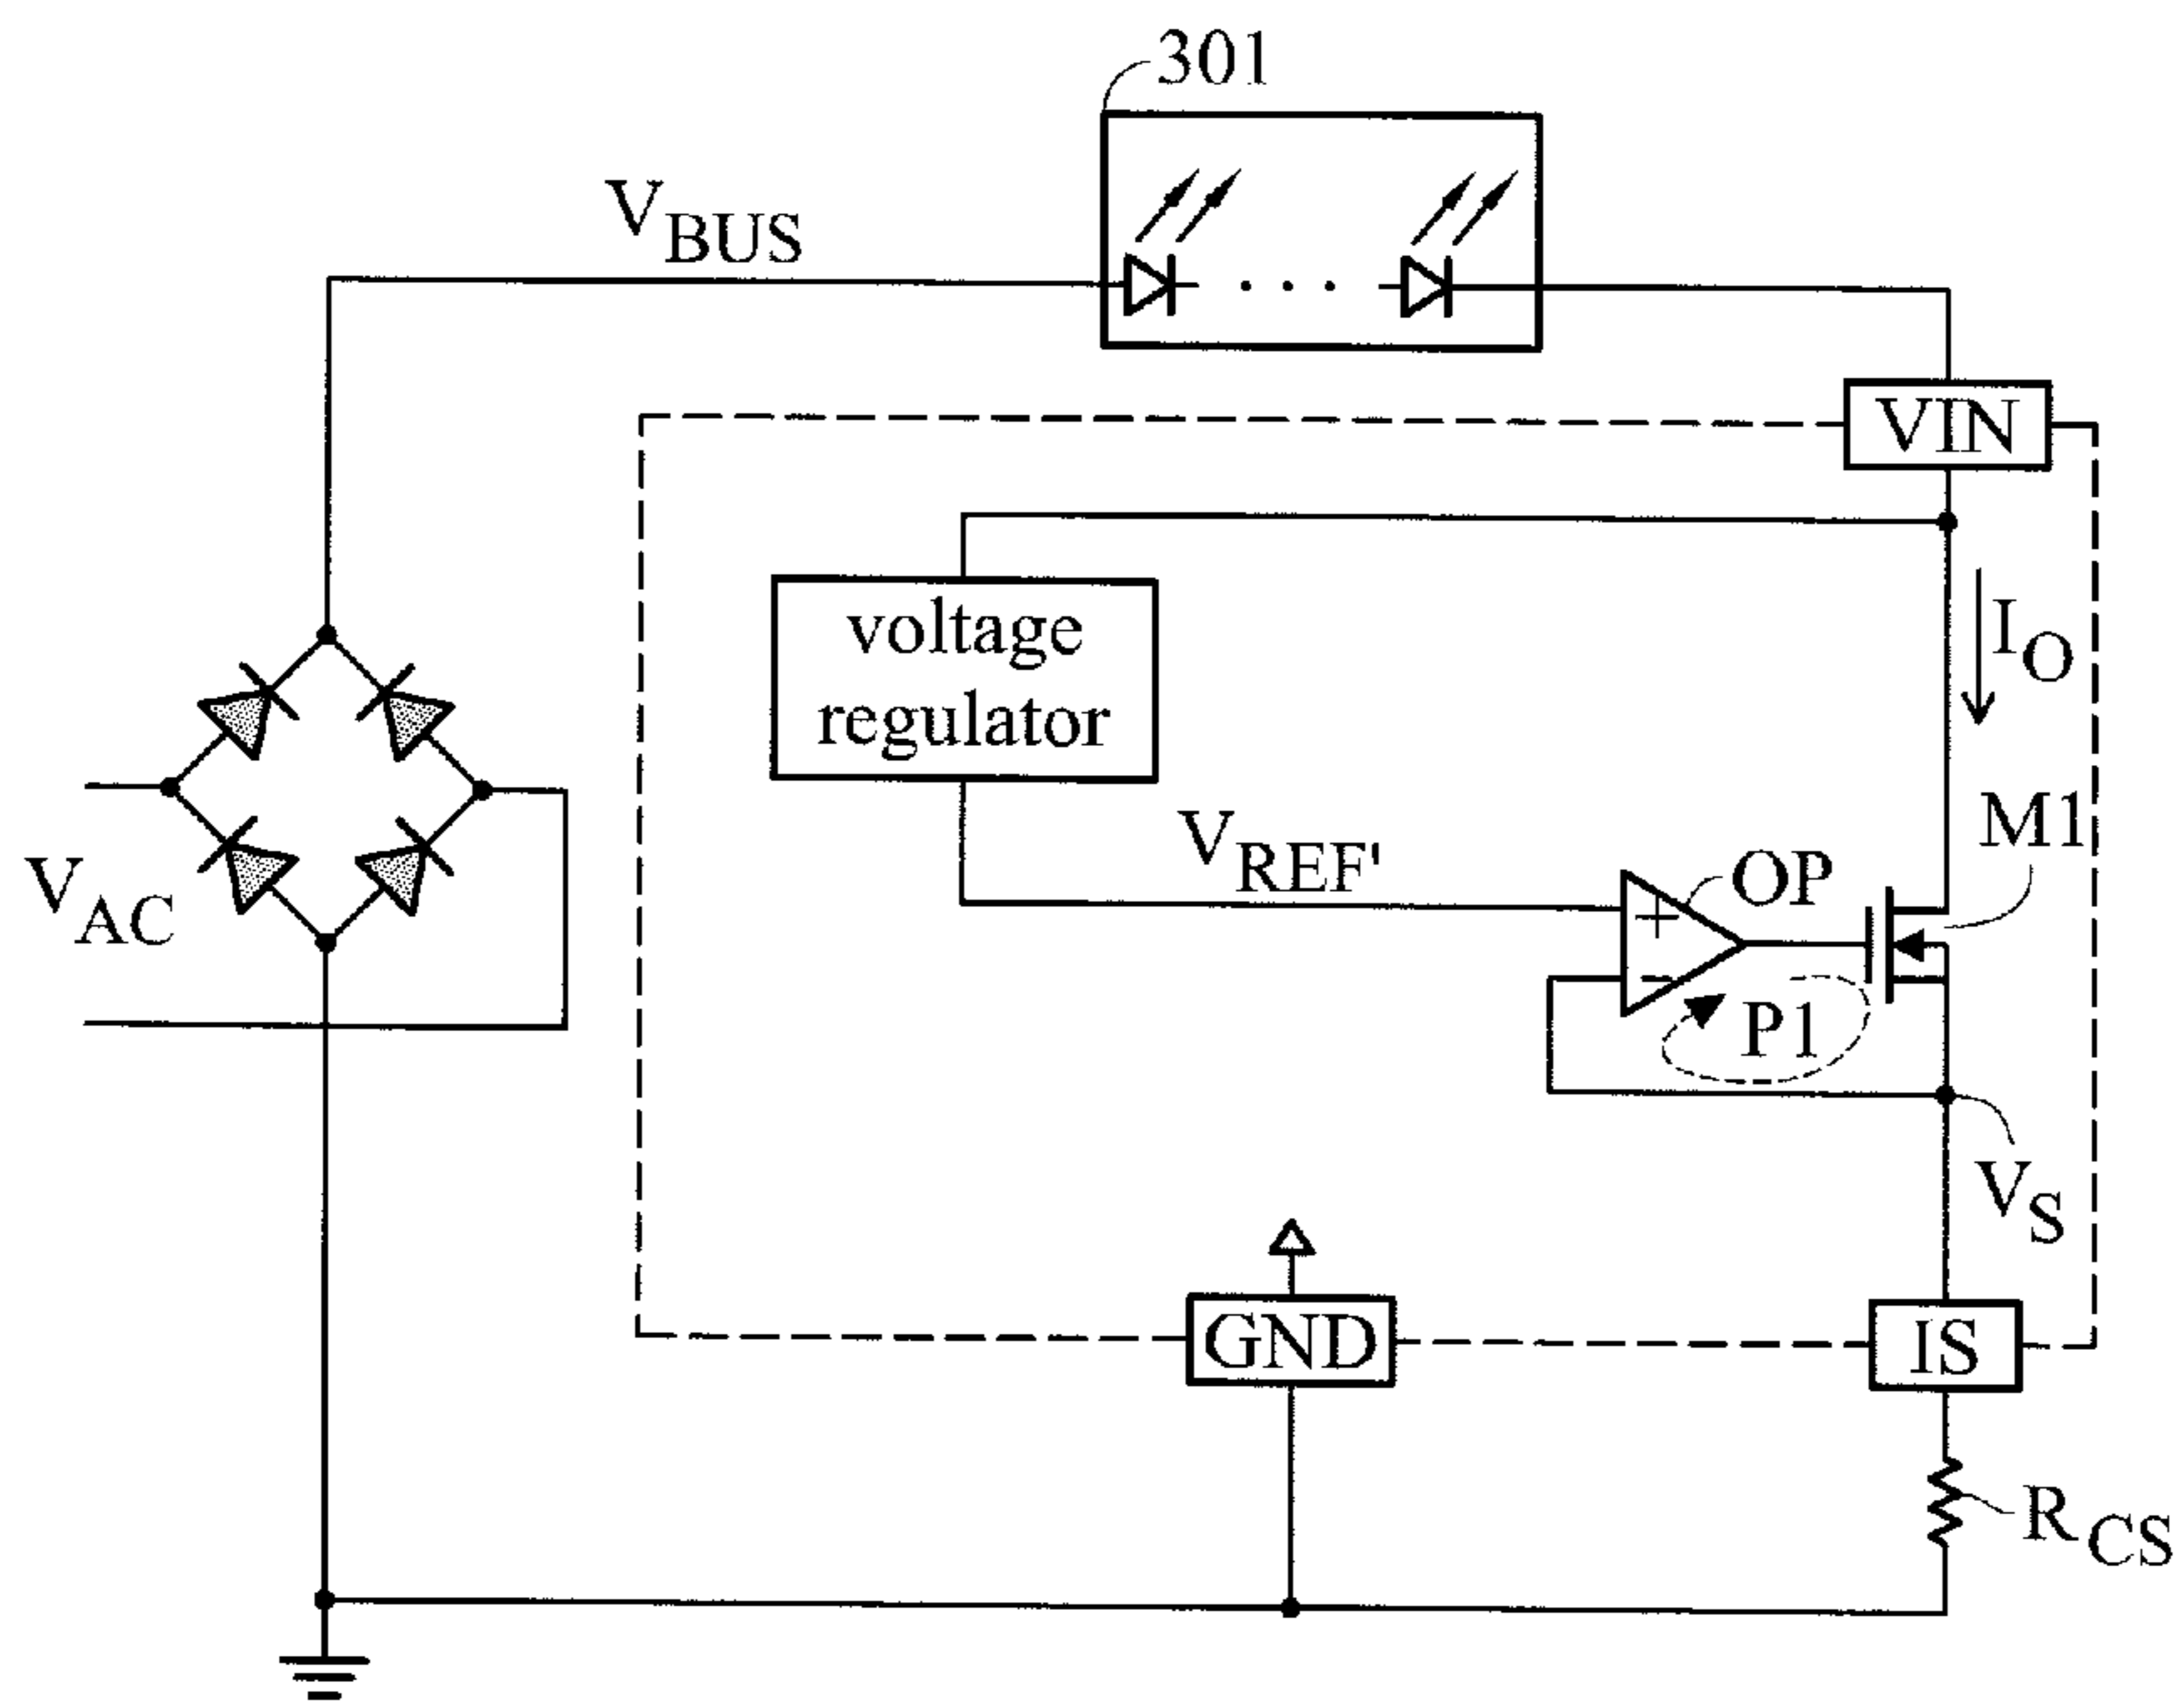 301
VBUS
VIN
voltage
regulator
IO
M1
VREF'
OP
VAC
+
-
P1
VS
GND
IS
RCS